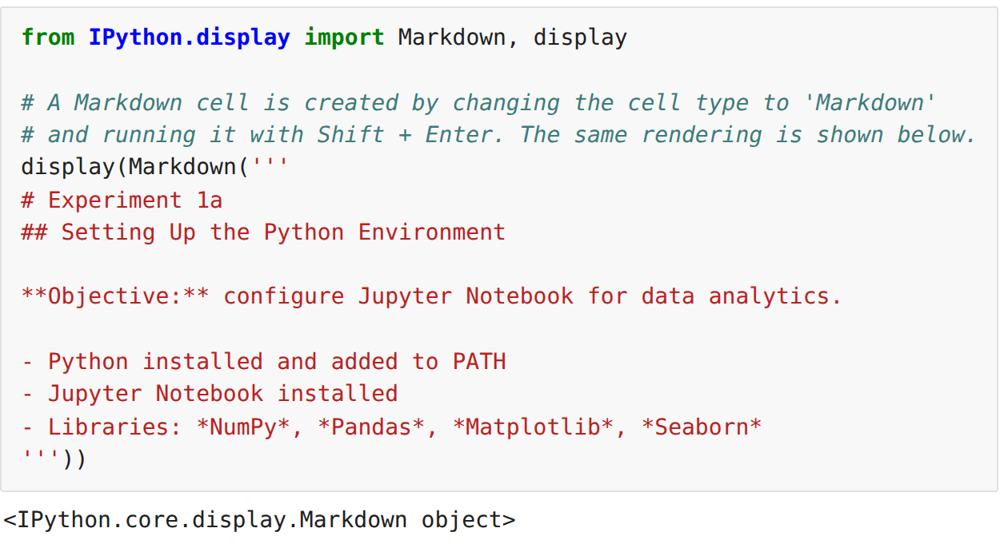 from IPython.display import Markdown, display
# A Markdown cell is created by changing the cell type to 'Markdown'
# and running it with Shift + Enter. The same rendering is shown below.
display(Markdown('''
# Experiment 1a
## Setting Up the Python Environment
**Objective:** configure Jupyter Notebook for data analytics.
- Python installed and added to PATH
- Jupyter Notebook installed
- Libraries: *NumPy*, *Pandas*, *Matplotlib*, *Seaborn*
'''))
<IPython.core.display.Markdown object>